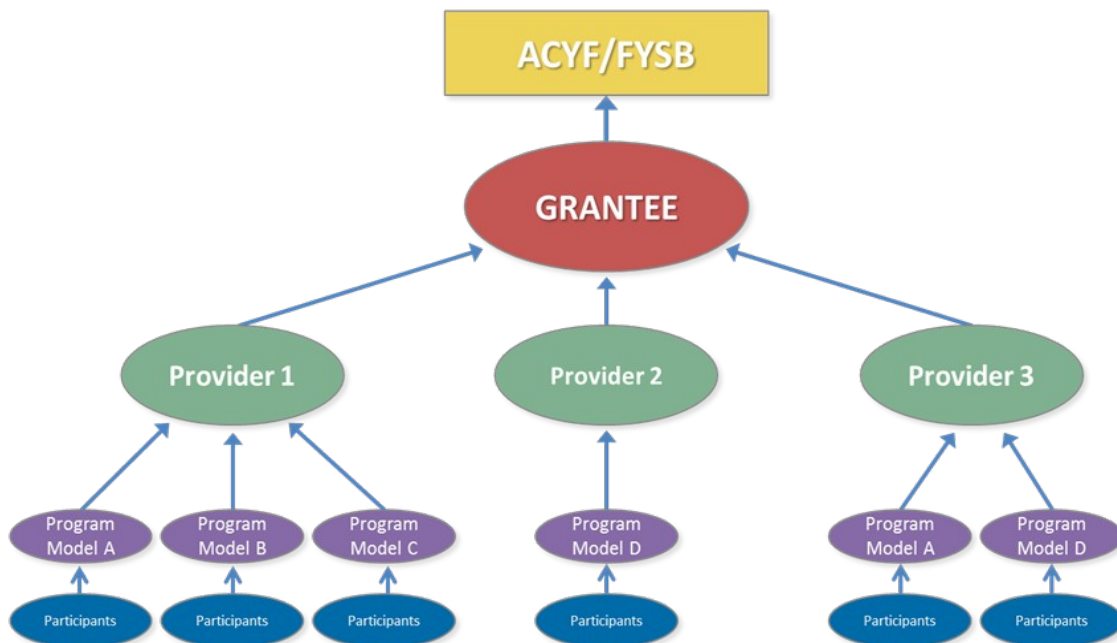 ACYF/FYSB
GRANTEE
Provider 1
Provider 2
Provider 3
Program
Model A
Program
Model B
Program
Model C
Program
Model D
Program
Model A
Program
Model D
Participants
Participants
Participants
Participants
Participants
Participants